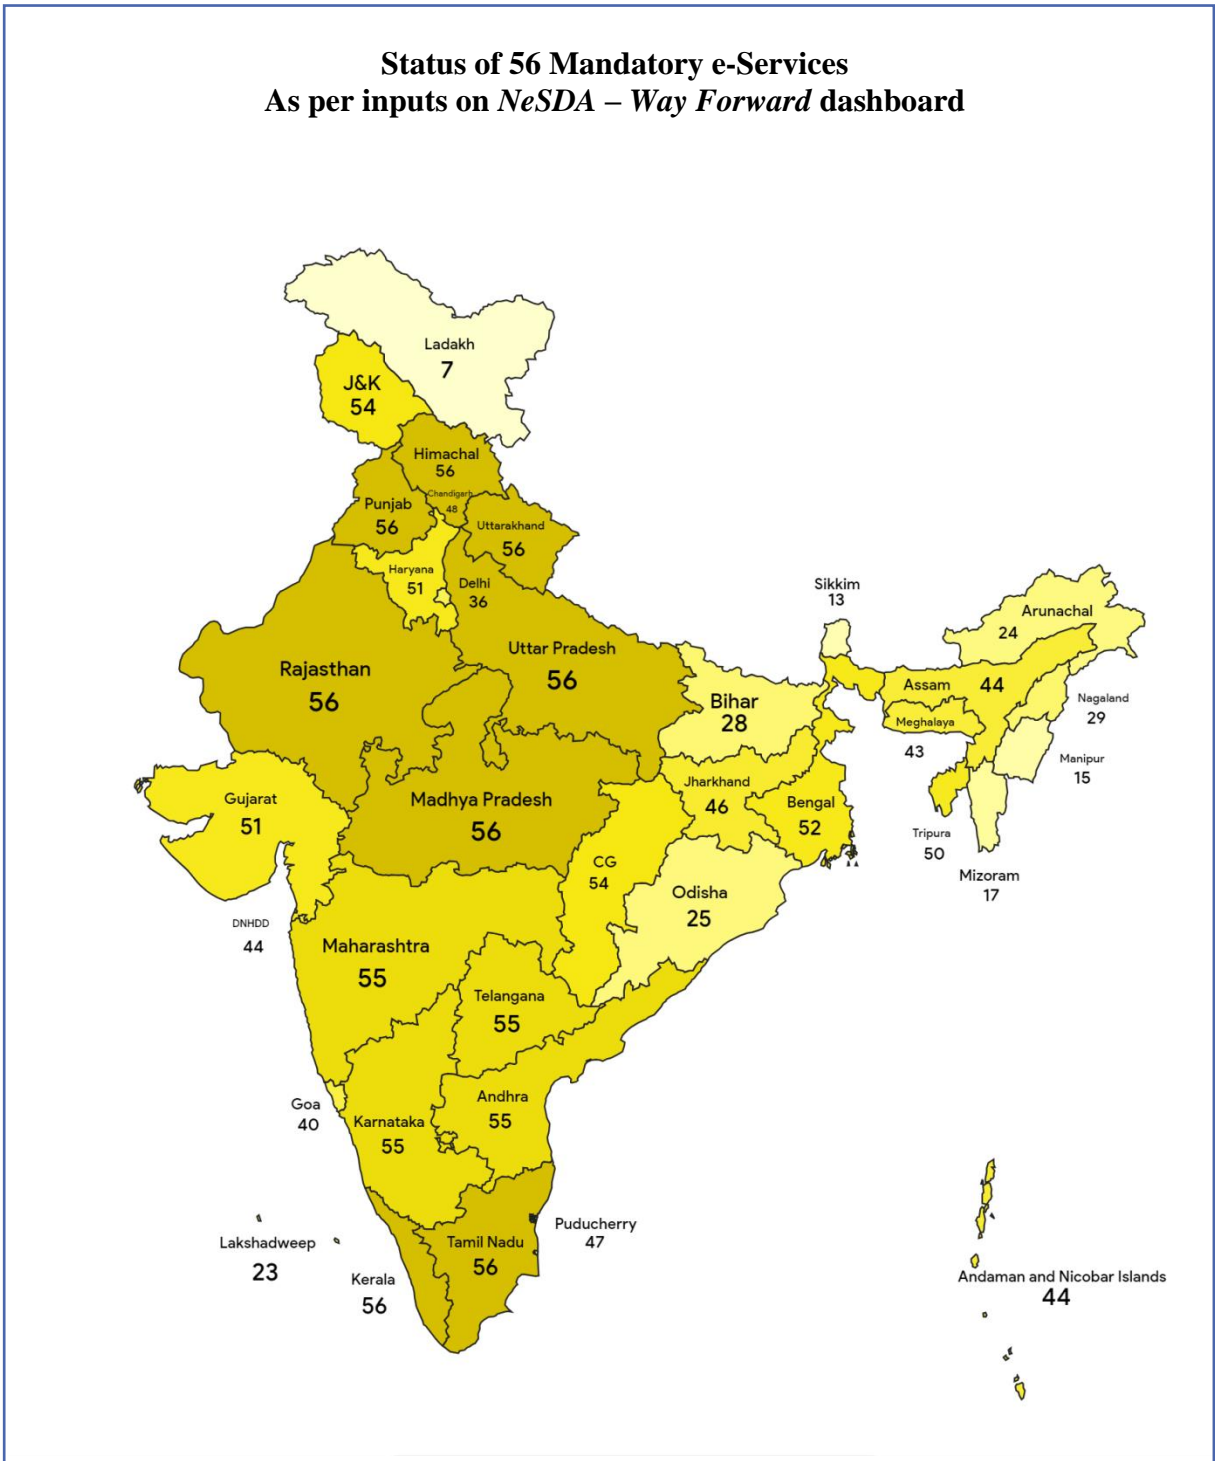 Status of 56 Mandatory e-Services
As per inputs on NeSDA – Way Forward dashboard
Ladakh
7
J&K
54
Himachal
56
Chandigarh
48
Punjab
56
Uttarakhand
56
Haryana
51
Delhi
36
Sikkim
13
Arunachal
24
Rajasthan
56
Uttar Pradesh
56
Bihar
28
Assam 44
Nagaland
29
Meghalaya
43
Manipur
15
Gujarat
51
Madhya Pradesh
56
Jharkhand
46
Bengal
52
Tripura
50
Mizoram
17
CG
54
Odisha
25
DNHDD
44
Maharashtra
55
Telangana
55
Goa
40
Karnataka
55
Andhra
55
Lakshadweep
23
Kerala
56
Tamil Nadu
56
Puducherry
47
Andaman and Nicobar Islands
44